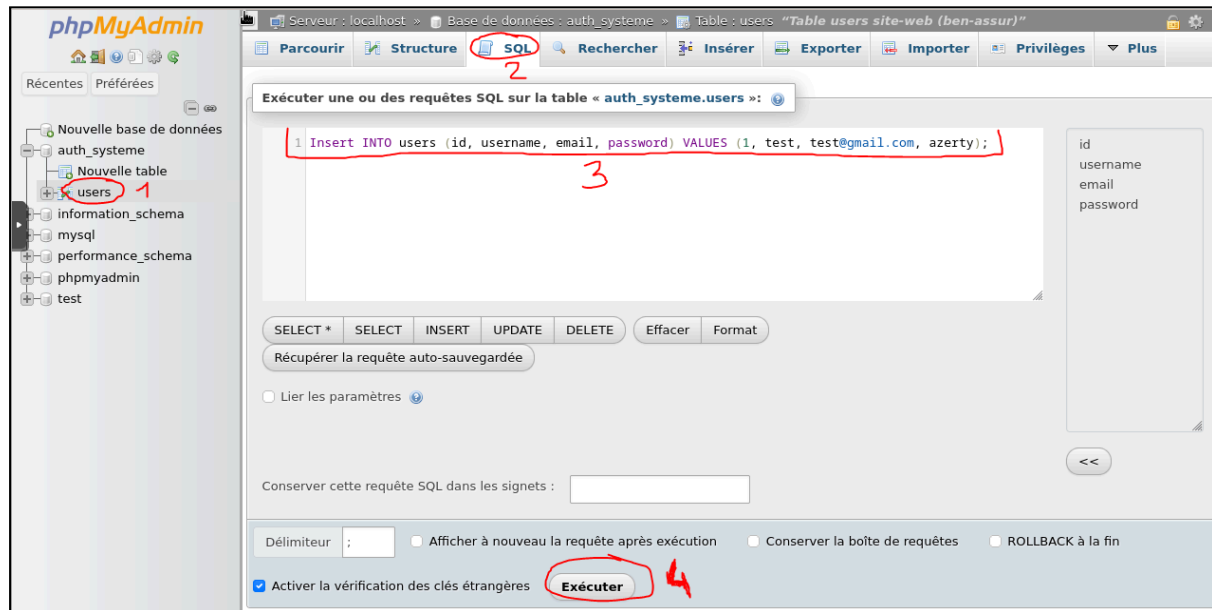 phpMyAdmin
Récentes Préférées
Nouvelle base de données
auth_systeme
Nouvelle table
users 1
information_schema
mysql
performance_schema
phpmyadmin
test
Serveur : localhost » Base de données : auth_systeme » Table : users "Table users site-web (ben-assur)"
Parcourir Structure SQL Rechercher Insérer Exporter Importer Privilèges Plus
2
Exécuter une ou des requêtes SQL sur la table « auth_systeme.users »:
1 Insert INTO users (id, username, email, password) VALUES (1, test, test@gmail.com, azerty);
3
id
username
email
password
SELECT * SELECT INSERT UPDATE DELETE Effacer Format
Récupérer la requête auto-sauvegardée
Lier les paramètres
<<
Conserver cette requête SQL dans les signets :
Délimiteur ; Afficher à nouveau la requête après exécution Conserver la boîte de requêtes ROLLBACK à la fin
Activer la vérification des clés étrangères Exécuter 4